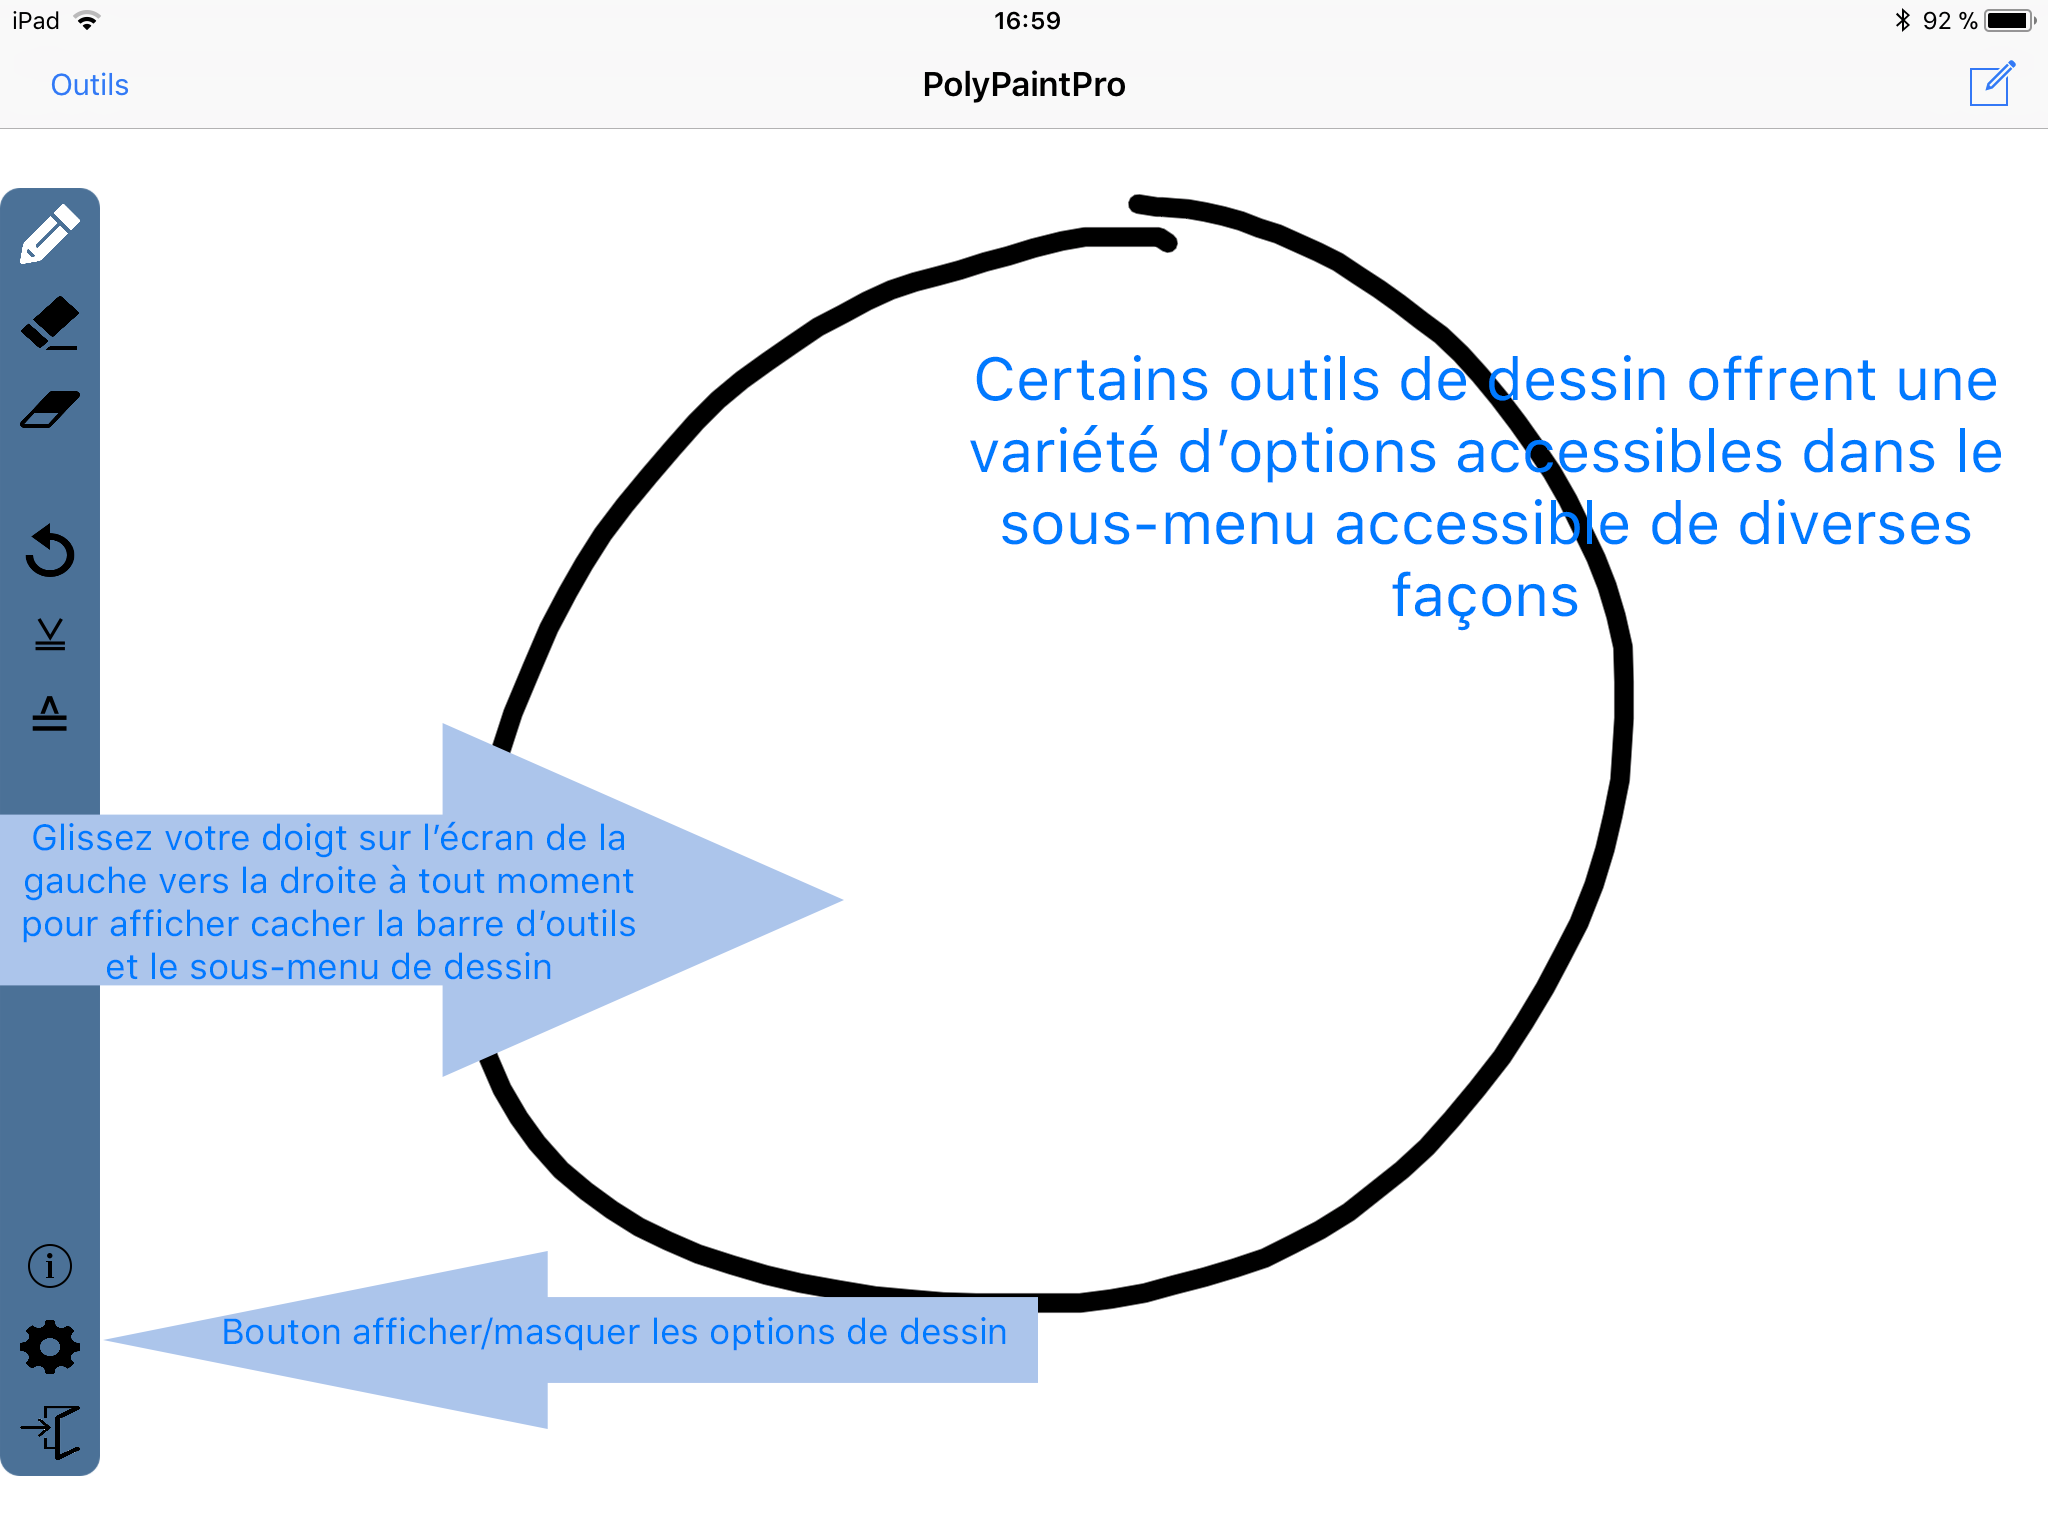 iPad 16:59 92 %
Outils PolyPaintPro
Certains outils de dessin offrent une
variété d’options accessibles dans le
sous-menu accessible de diverses
façons
Glissez votre doigt sur l’écran de la
gauche vers la droite à tout moment
pour afficher cacher la barre d’outils
et le sous-menu de dessin
Bouton afficher/masquer les options de dessin